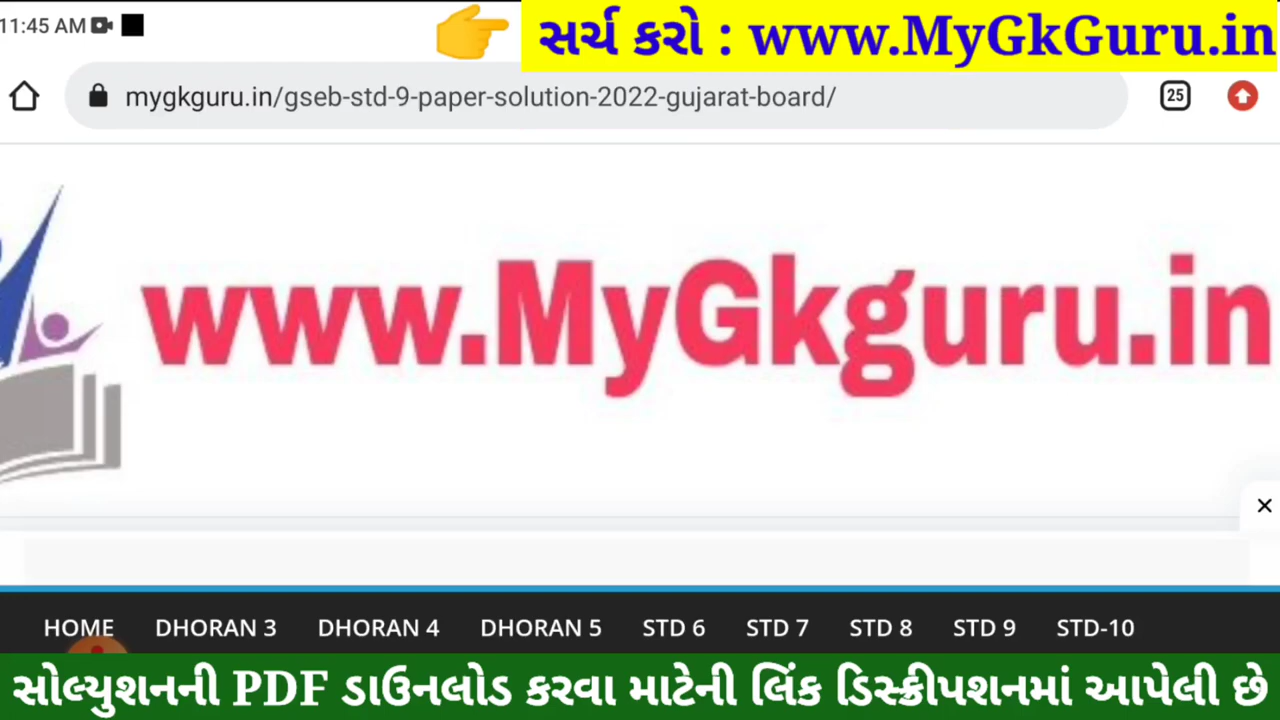 11:45 AM
સર્ચ કરો : www.MyGkGuru.in
mygkguru.in/gseb-std-9-paper-solution-2022-gujarat-board/
25
www.MyGkguru.in
HOME DHORAN 3 DHORAN 4 DHORAN 5 STD 6 STD 7 STD 8 STD 9 STD-10
સોલ્યુશનની PDF ડાઉનલોડ કરવા માટેની લિંક ડિસ્ક્રીપશનમાં આપેલી છે